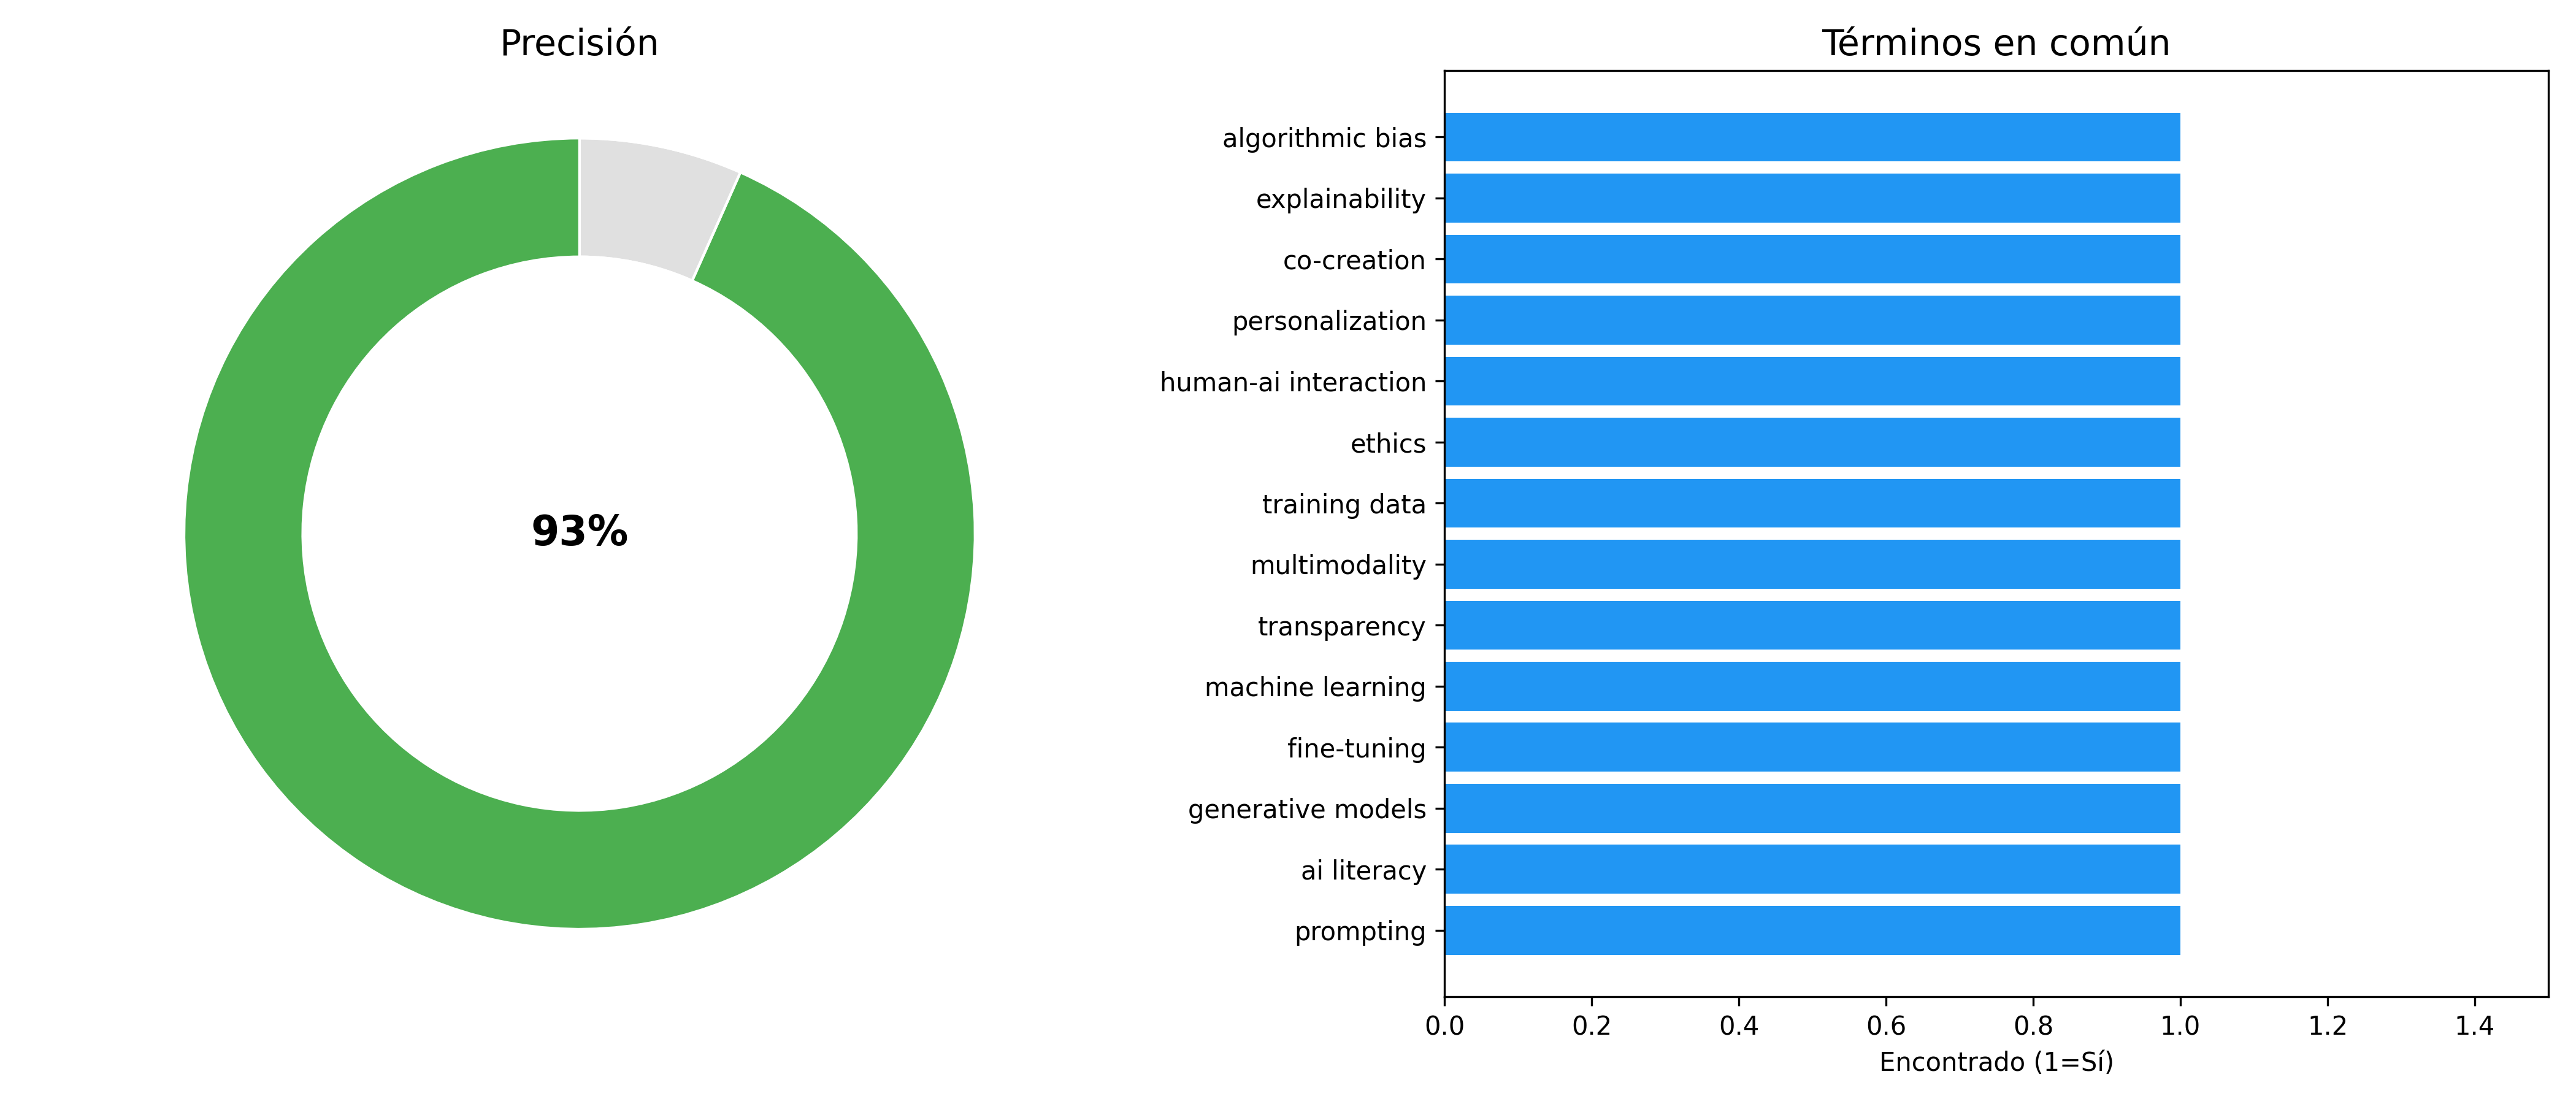 Precisión
93%
Términos en común
algorithmic bias
explainability
co-creation
personalization
human-ai interaction
ethics
training data
multimodality
transparency
machine learning
fine-tuning
generative models
ai literacy
prompting
0.0 0.2 0.4 0.6 0.8 1.0 1.2 1.4
Encontrado (1=Sí)